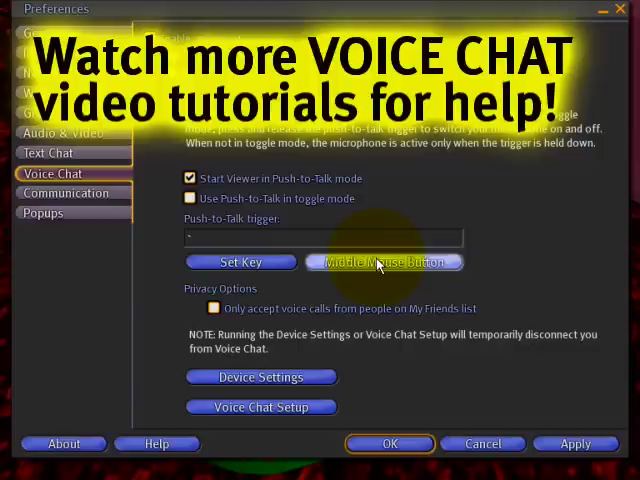 Preferences
Watch more VOICE CHAT
video tutorials for help!
mode, press and release the push-to-talk trigger to switch your on and off.
When not in toggle mode, the microphone is active only when the trigger is held down.
Audio & Video
Text Chat
Voice Chat
Communication
Popups
Start Viewer in Push-to-Talk mode
Use Push-to-Talk in toggle mode
Push-to-Talk trigger:
`
Set Key
Middle Mouse Button
Privacy Options
Only accept voice calls from people on My Friends list
NOTE: Running the Device Settings or Voice Chat Setup will temporarily disconnect you
from Voice Chat.
Device Settings
Voice Chat Setup
About
Help
OK
Cancel
Apply